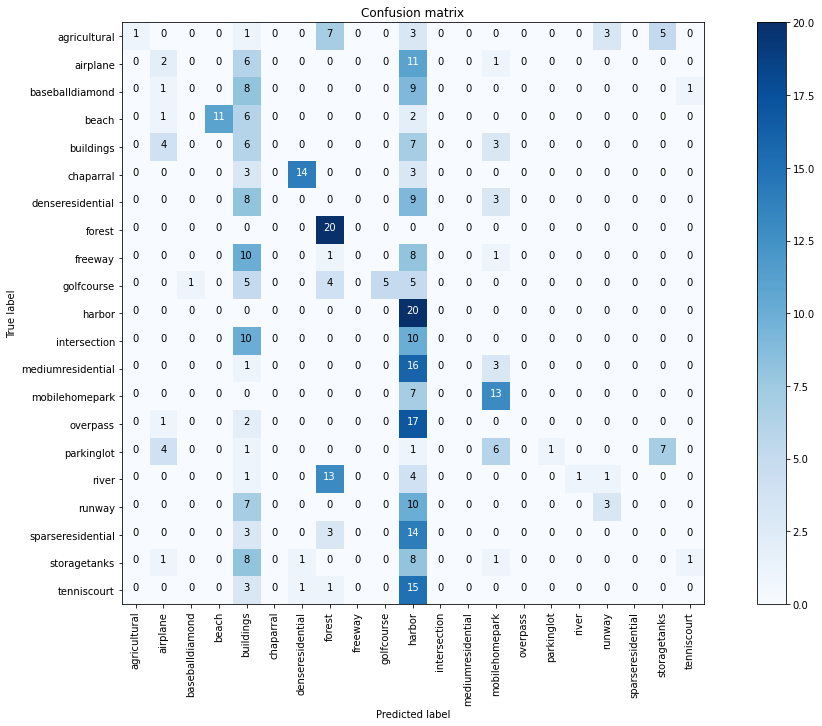 Confusion matrix
agricultural 1 0 0 0 1 0 0 7 0 0 3 0 0 0 0 0 0 3 0 5 0
airplane 0 2 0 0 6 0 0 0 0 0 11 0 0 1 0 0 0 0 0 0 0
baseballdiamond 0 1 0 0 8 0 0 0 0 0 9 0 0 0 0 0 0 0 0 0 1
beach 0 1 0 11 6 0 0 0 0 0 2 0 0 0 0 0 0 0 0 0 0
buildings 0 4 0 0 6 0 0 0 0 0 7 0 0 3 0 0 0 0 0 0 0
chaparral 0 0 0 0 3 0 14 0 0 0 3 0 0 0 0 0 0 0 0 0 0
denseresidential 0 0 0 0 8 0 0 0 0 0 9 0 0 3 0 0 0 0 0 0 0
forest 0 0 0 0 0 0 0 20 0 0 0 0 0 0 0 0 0 0 0 0 0
freeway 0 0 0 0 10 0 0 1 0 0 8 0 0 1 0 0 0 0 0 0 0
golfcourse 0 0 1 0 5 0 0 4 0 5 5 0 0 0 0 0 0 0 0 0 0
harbor 0 0 0 0 0 0 0 0 0 0 20 0 0 0 0 0 0 0 0 0 0
intersection 0 0 0 0 10 0 0 0 0 0 10 0 0 0 0 0 0 0 0 0 0
mediumresidential 0 0 0 0 1 0 0 0 0 0 16 0 0 3 0 0 0 0 0 0 0
mobilehomepark 0 0 0 0 0 0 0 0 0 0 7 0 0 13 0 0 0 0 0 0 0
overpass 0 1 0 0 2 0 0 0 0 0 17 0 0 0 0 0 0 0 0 0 0
parkinglot 0 4 0 0 1 0 0 0 0 0 1 0 0 6 0 1 0 0 0 7 0
river 0 0 0 0 1 0 0 13 0 0 4 0 0 0 0 0 1 1 0 0 0
runway 0 0 0 0 7 0 0 0 0 0 10 0 0 0 0 0 0 3 0 0 0
sparseresidential 0 0 0 0 3 0 0 3 0 0 14 0 0 0 0 0 0 0 0 0 0
storagetanks 0 1 0 0 8 0 1 0 0 0 8 0 0 1 0 0 0 0 0 0 1
tenniscourt 0 0 0 0 3 0 1 1 0 0 15 0 0 0 0 0 0 0 0 0 0
True label
agricultural
airplane
baseballdiamond
beach
buildings
chaparral
denseresidential
forest
freeway
golfcourse
harbor
intersection
mediumresidential
mobilehomepark
overpass
parkinglot
river
runway
sparseresidential
storagetanks
tenniscourt
Predicted label
20.0
17.5
15.0
12.5
10.0
7.5
5.0
2.5
0.0